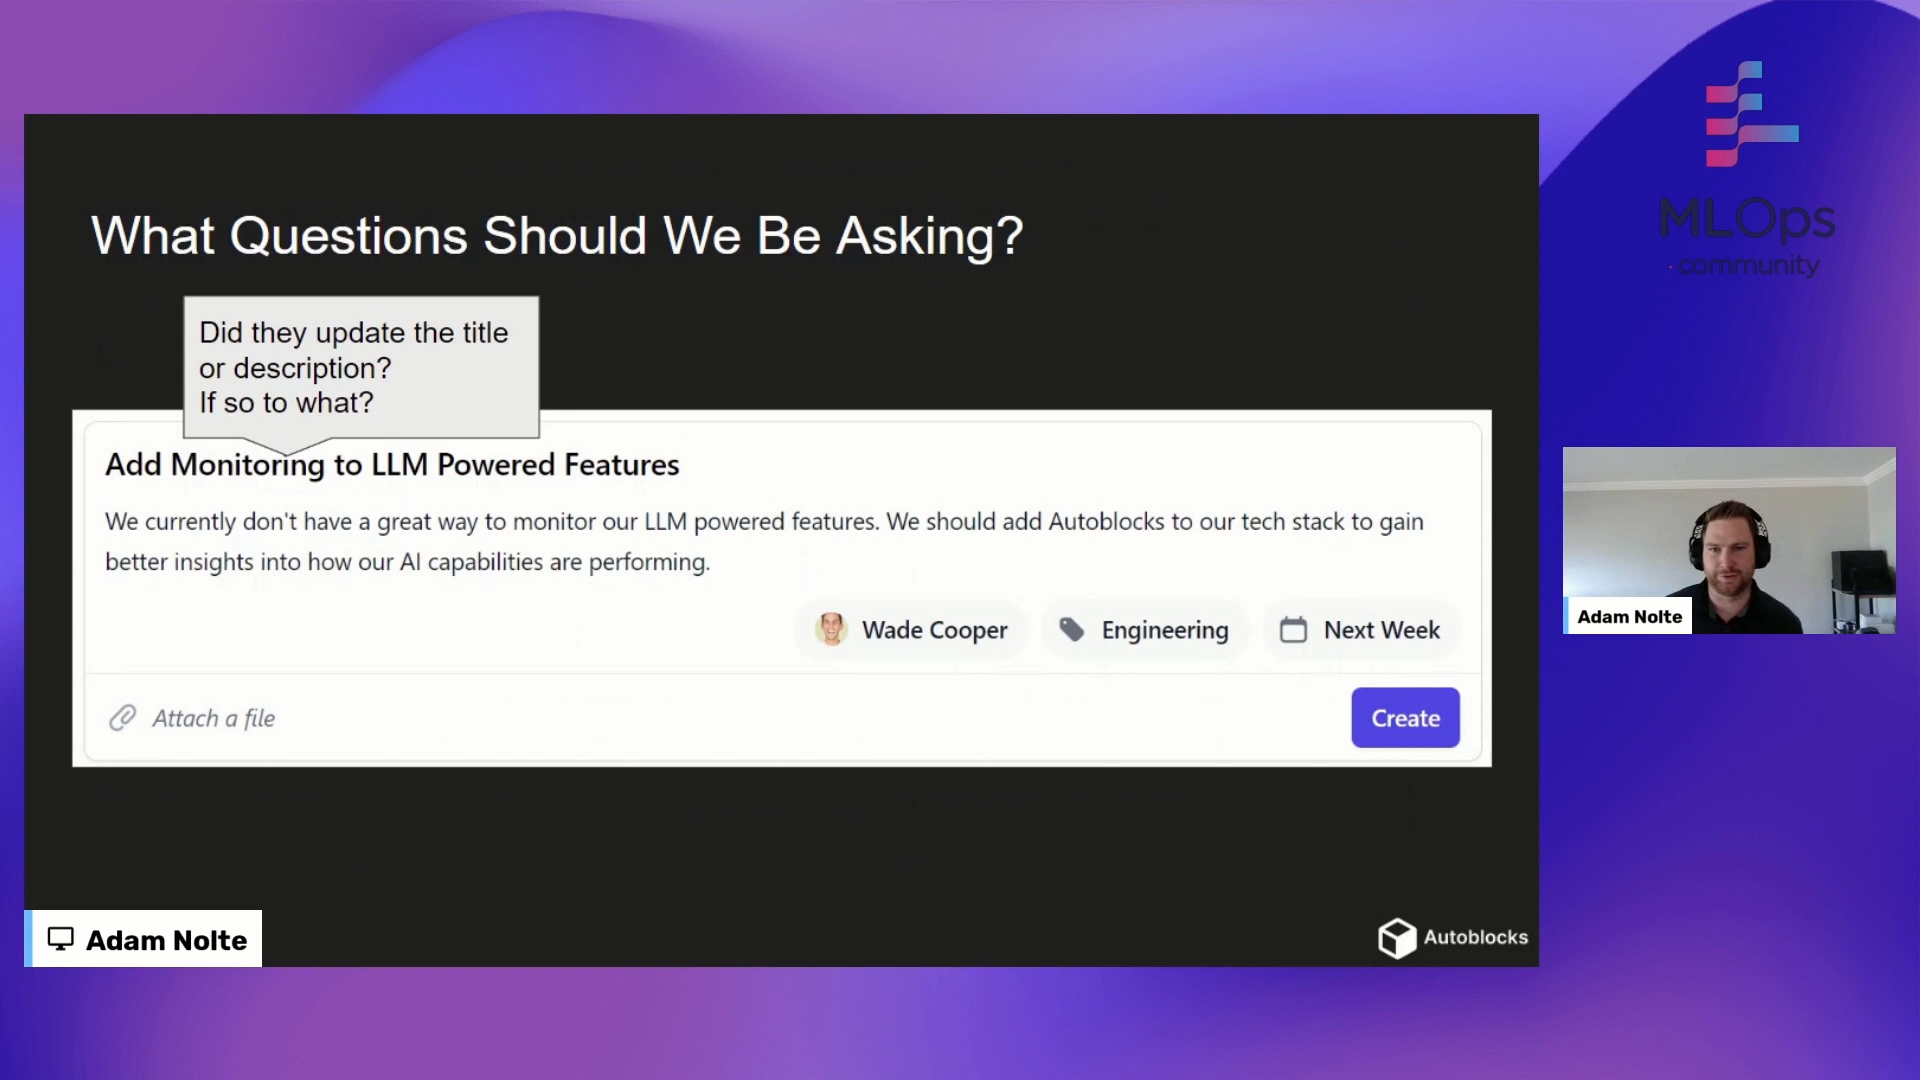 MLOps
community
What Questions Should We Be Asking?
Did they update the title
or description?
If so to what?
Add Monitoring to LLM Powered Features
We currently don't have a great way to monitor our LLM powered features. We should add Autoblocks to our tech stack to gain
better insights into how our AI capabilities are performing.
Wade Cooper
Engineering
Next Week
Attach a file
Create
Adam Nolte
Adam Nolte
Autoblocks